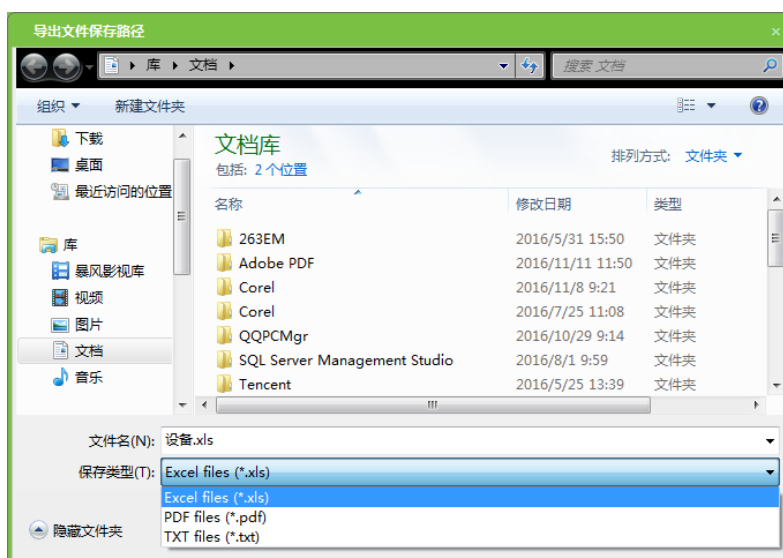 导出文件保存路径
库 文档
搜索 文档
组织 新建文件夹
下载
桌面
最近访问的位置
库
暴风影视库
视频
图片
文档
音乐
文档库
包括: 2 个位置
排列方式: 文件夹
名称 修改日期 类型
263EM 2016/5/31 15:50 文件夹
Adobe PDF 2016/11/11 11:50 文件夹
Corel 2016/11/8 9:21 文件夹
Corel 2016/7/25 11:08 文件夹
QQPCMgr 2016/10/29 9:14 文件夹
SQL Server Management Studio 2016/8/1 9:59 文件夹
Tencent 2016/5/25 13:39 文件夹
文件名(N): 设备.xls
保存类型(T): Excel files (*.xls)
Excel files (*.xls)
PDF files (*.pdf)
TXT files (*.txt)
隐藏文件夹